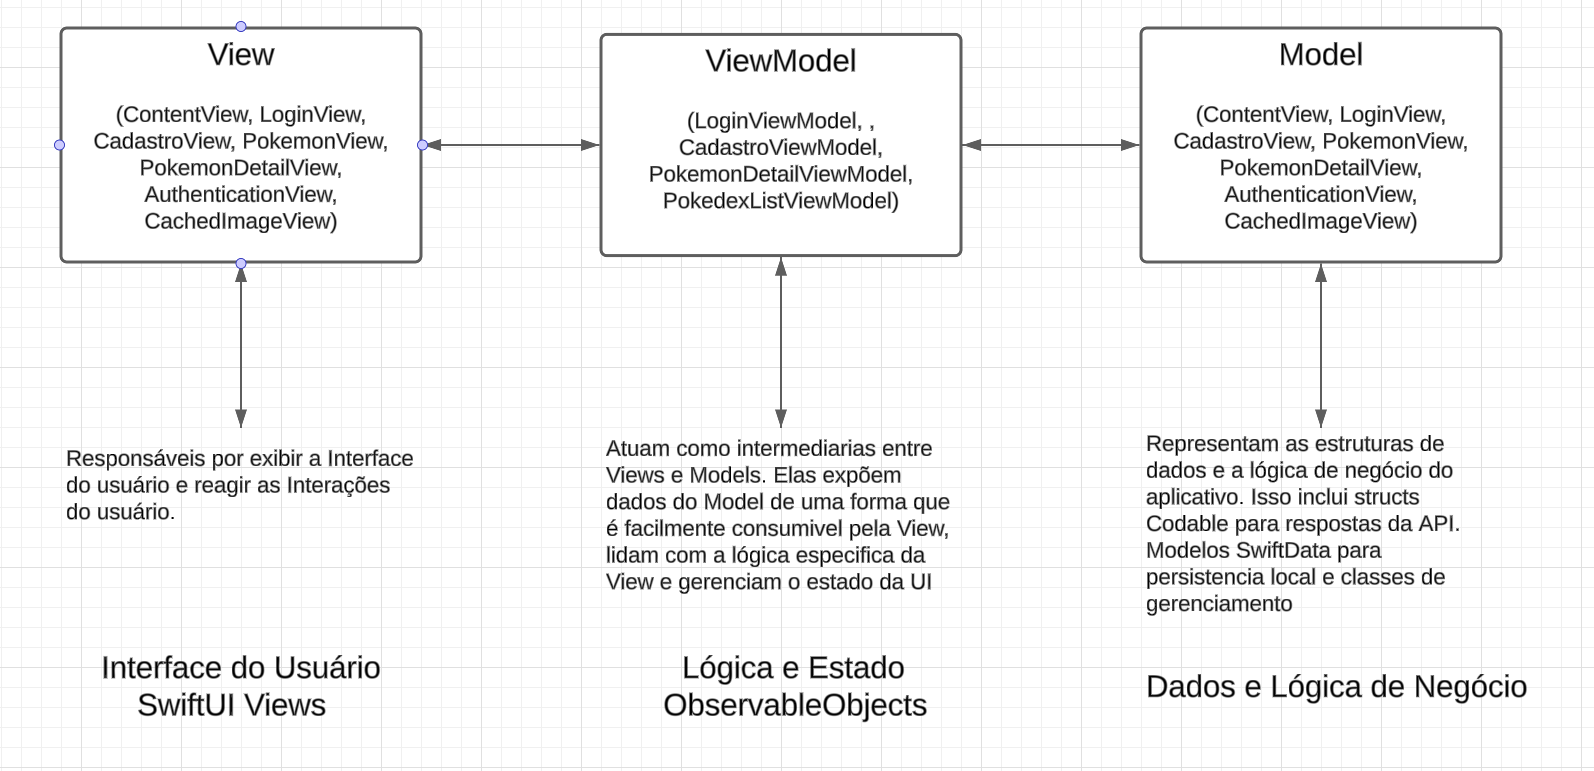 View
(ContentView, LoginView,
CadastroView, PokemonView,
PokemonDetailView,
AuthenticationView,
CachedImageView)
ViewModel
(LoginViewModel, ,
CadastroViewModel,
PokemonDetailViewModel,
PokedexListViewModel)
Model
(ContentView, LoginView,
CadastroView, PokemonView,
PokemonDetailView,
AuthenticationView,
CachedImageView)
Responsáveis por exibir a Interface
do usuário e reagir as Interações
do usuário.
Atuam como intermediarias entre
Views e Models. Elas expõem
dados do Model de uma forma que
é facilmente consumivel pela View,
lidam com a lógica especifica da
View e gerenciam o estado da UI
Representam as estruturas de
dados e a lógica de negócio do
aplicativo. Isso inclui structs
Codable para respostas da API.
Modelos SwiftData para
persistencia local e classes de
gerenciamento
Interface do Usuário
SwiftUI Views
Lógica e Estado
ObservableObjects
Dados e Lógica de Negócio